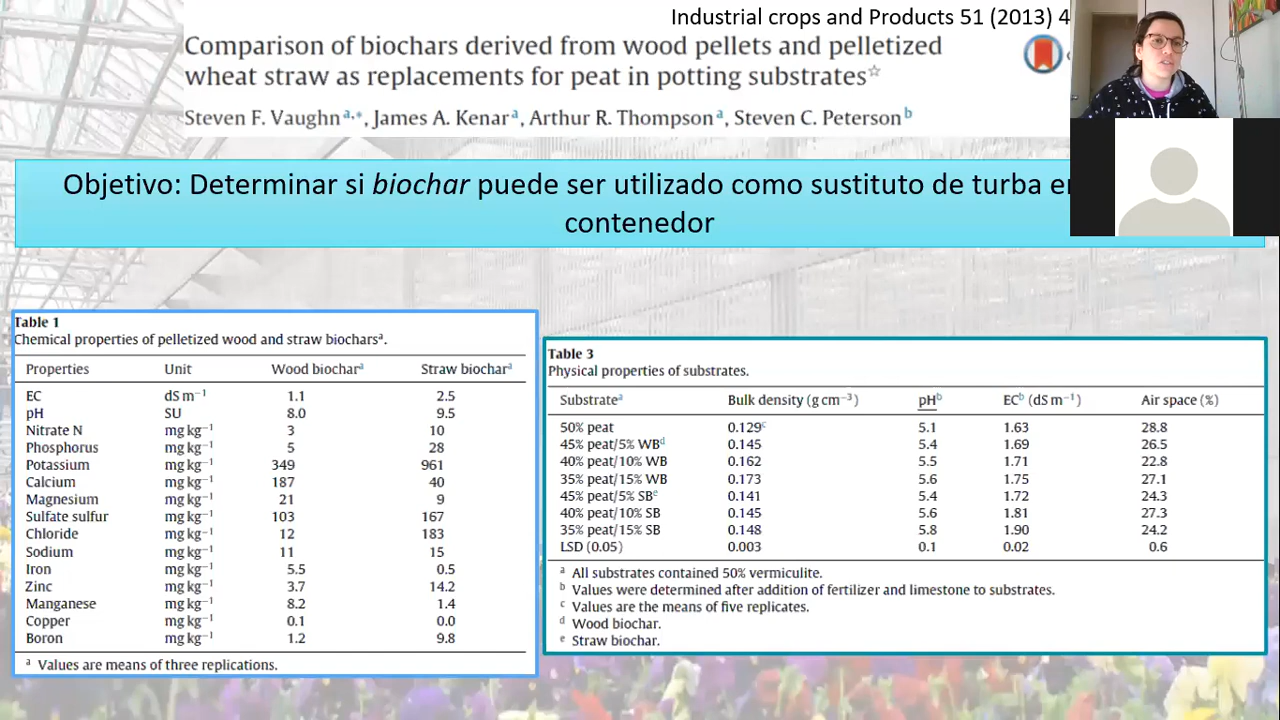 Industrial crops and Products 51 (2013) 4
Comparison of biochars derived from wood pellets and pelletized
wheat straw as replacements for peat in potting substrates☆
Steven F. Vaughn a,*, James A. Kenar a, Arthur R. Thompson a, Steven C. Peterson b
Objetivo: Determinar si biochar puede ser utilizado como sustituto de turba
contenedor
Table 1
Chemical properties of pelletized wood and straw biochars a.
Properties Unit Wood biochar a Straw biochar a
EC dS m−1 1.1 2.5
pH SU 8.0 9.5
Nitrate N mg kg−1 3 10
Phosphorus mg kg−1 5 28
Potassium mg kg−1 349 961
Calcium mg kg−1 187 40
Magnesium mg kg−1 21 9
Sulfate sulfur mg kg−1 103 167
Chloride mg kg−1 12 183
Sodium mg kg−1 11 15
Iron mg kg−1 5.5 0.5
Zinc mg kg−1 3.7 14.2
Manganese mg kg−1 8.2 1.4
Copper mg kg−1 0.1 0.0
Boron mg kg−1 1.2 9.8
a Values are means of three replications.
Table 3
Physical properties of substrates.
Substrate a Bulk density (g cm−3) pH b EC b (dS m−1) Air space (%)
50% peat 0.129 c 5.1 1.63 28.8
45% peat/5% WB d 0.145 5.4 1.69 26.5
40% peat/10% WB 0.162 5.5 1.71 22.8
35% peat/15% WB 0.173 5.6 1.75 27.1
45% peat/5% SB e 0.141 5.4 1.72 24.3
40% peat/10% SB 0.145 5.6 1.81 27.3
35% peat/15% SB 0.148 5.8 1.90 24.2
LSD (0.05) 0.003 0.1 0.02 0.6
a All substrates contained 50% vermiculite.
b Values were determined after addition of fertilizer and limestone to substrates.
c Values are the means of five replicates.
d Wood biochar.
e Straw biochar.